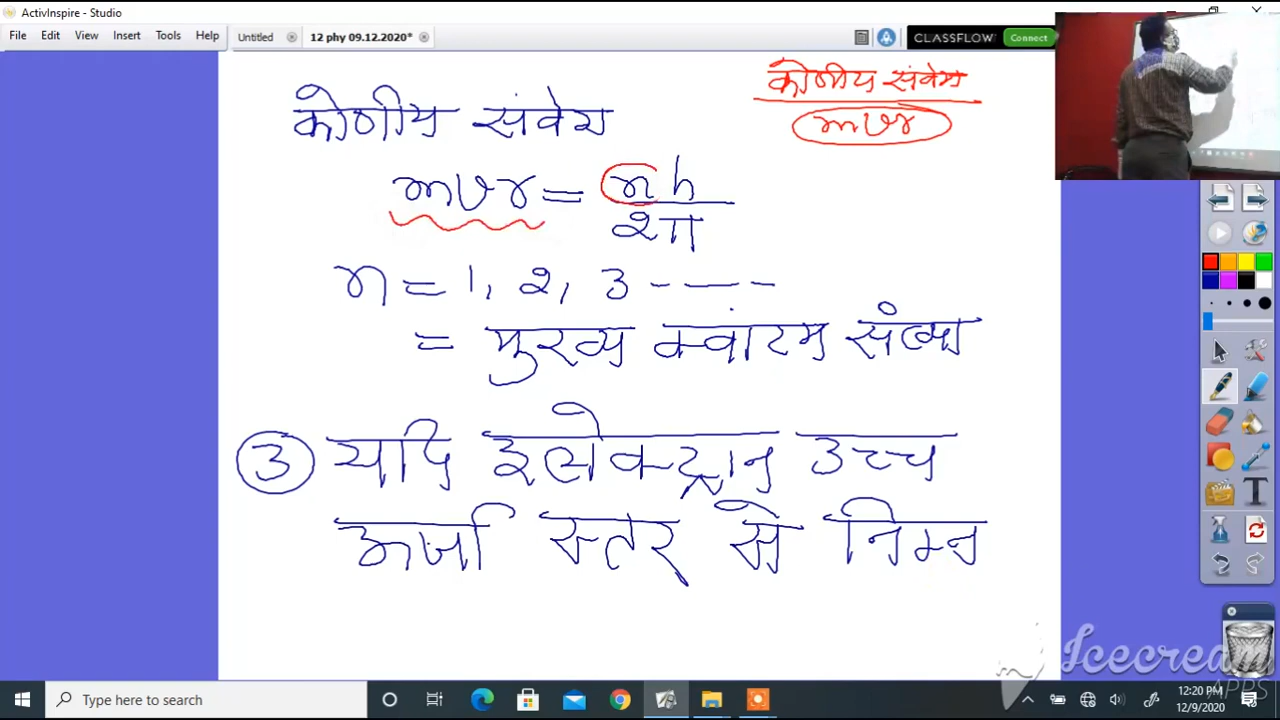 ActivInspire - Studio
File Edit View Insert Tools Help
Untitled
12 phy 09.12.2020*
CLASSFLOW Connect
कोणीय संवेग
mvr
कोणीय संवेग
mvr = nh
2π
n = 1, 2, 3 - — -
= मुख्य क्वांटम संख्या
3 यदि इलेक्ट्रान उच्च
ऊर्जा स्तर से निम्न
Icecream
APPS
Type here to search
12:20 PM
12/9/2020